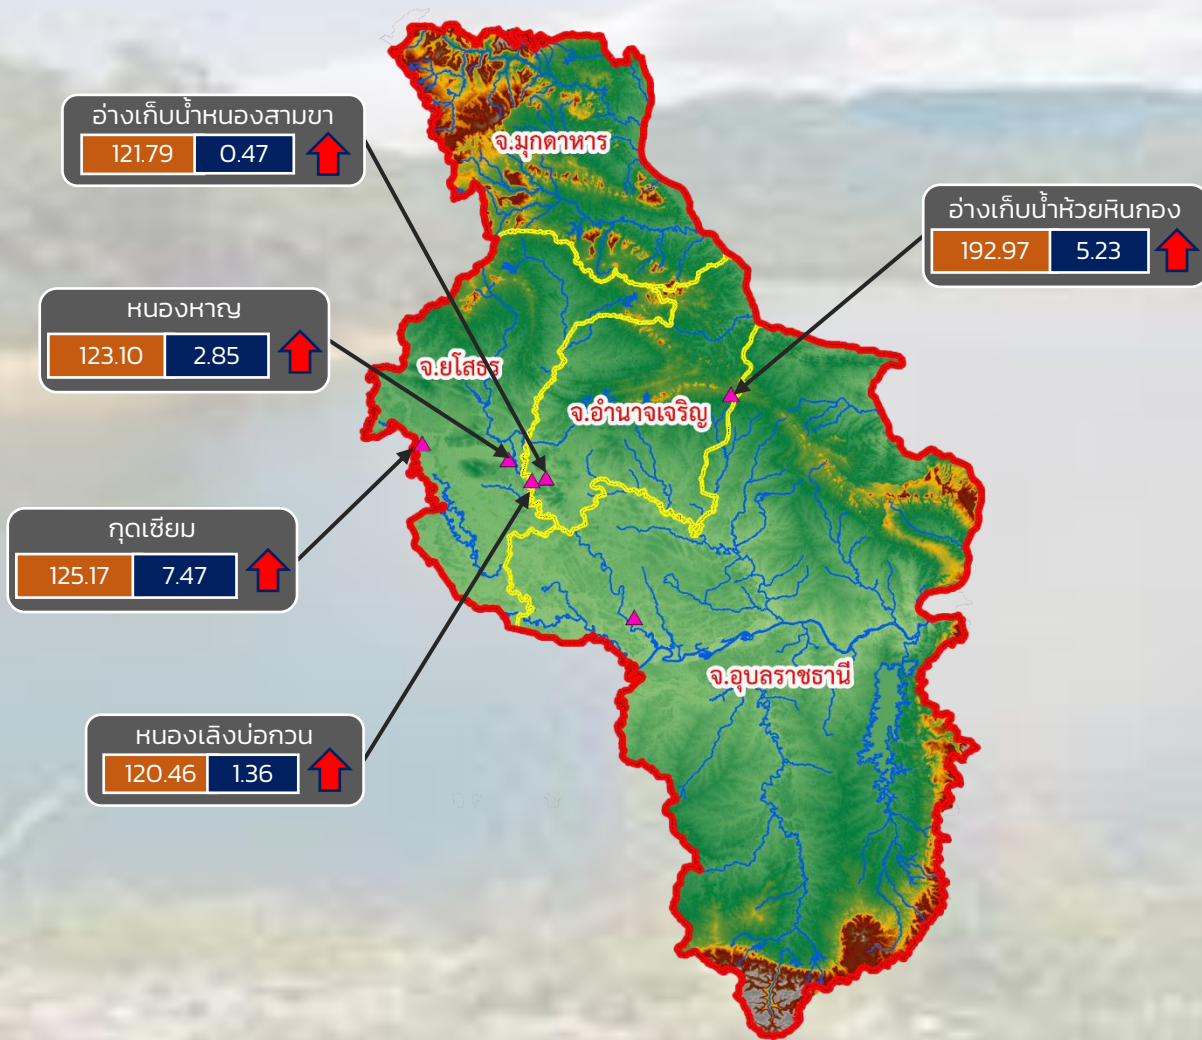 อ่างเก็บน้ำหนองสามขา
121.79 0.47
จ.มุกดาหาร
อ่างเก็บน้ำห้วยหินกอง
192.97 5.23
หนองหาญ
123.10 2.85
จ.ยโสธร
จ.อำนาจเจริญ
กุดเซียม
125.17 7.47
จ.อุบลราชธานี
หนองเลิงบ่อกวน
120.46 1.36